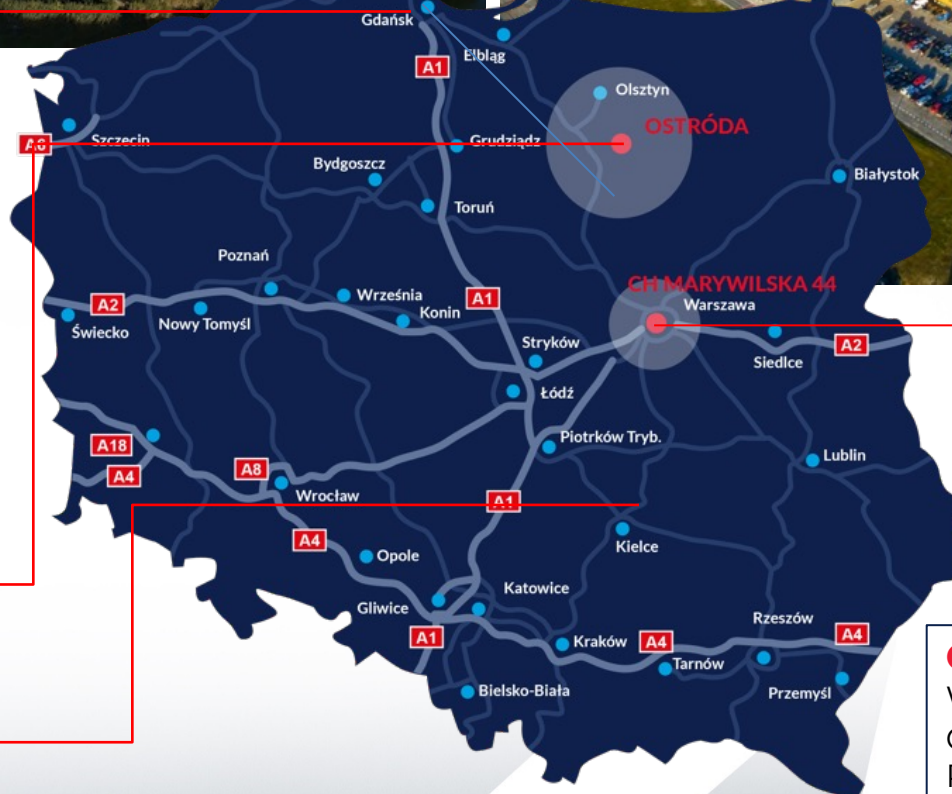 Gdańsk
Elbląg
A1
Olsztyn
OSTRÓDA
A6
Szczecin
Grudziądz
Bydgoszcz
Białystok
Toruń
Poznań
CH MARYWILSKA 44
Warszawa
Września
A1
A2
Konin
Nowy Tomyśl
Świecko
Stryków
Siedlce
A2
Łódź
Piotrków Tryb.
A18
Lublin
A8
A4
Wrocław
A1
A4
Kielce
Opole
Katowice
Gliwice
Rzeszów
A1
Kraków
A4
A4
Tarnów
Bielsko-Biała
Przemyśl